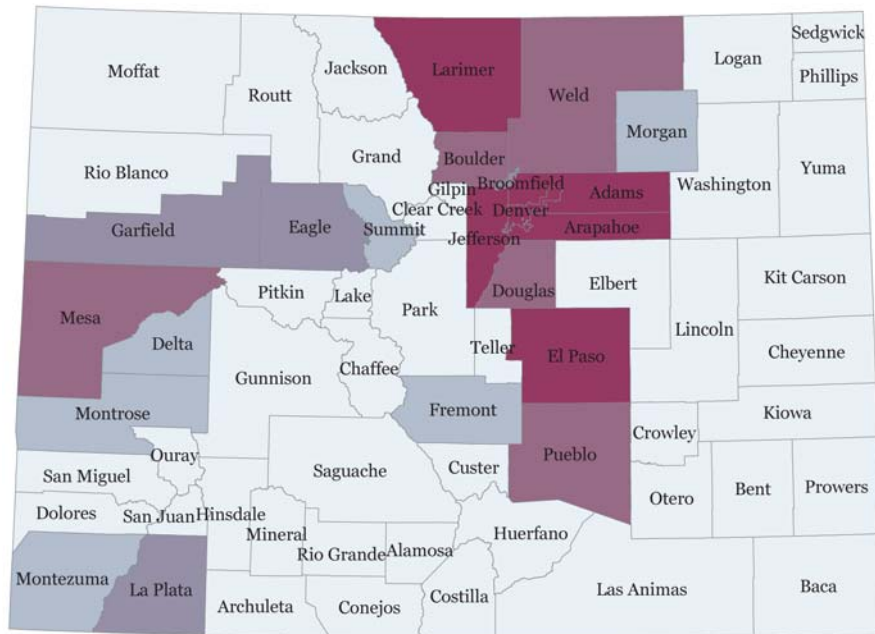 Moffat
Routt
Jackson
Larimer
Weld
Logan
Sedgwick
Phillips
Morgan
Rio Blanco
Grand
Boulder
Washington
Yuma
Gilpin
Broomfield
Adams
Clear Creek
Denver
Garfield
Eagle
Summit
Jefferson
Arapahoe
Mesa
Pitkin
Lake
Park
Douglas
Elbert
Kit Carson
Lincoln
Delta
Teller
El Paso
Cheyenne
Gunnison
Chaffee
Montrose
Fremont
Kiowa
Crowley
Ouray
Pueblo
San Miguel
Saguache
Custer
Otero
Bent
Prowers
Dolores
San Juan
Hinsdale
Mineral
Rio Grande
Alamosa
Huerfano
Montezuma
La Plata
Archuleta
Conejos
Costilla
Las Animas
Baca